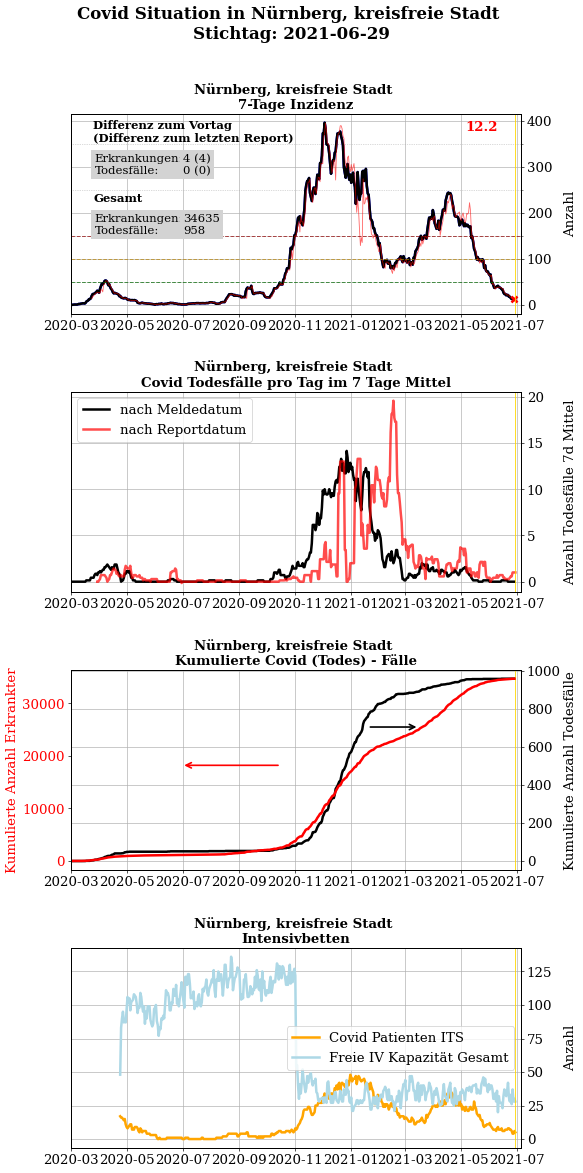 Covid Situation in Nürnberg, kreisfreie Stadt
Stichtag: 2021-06-29
Nürnberg, kreisfreie Stadt
7-Tage Inzidenz
Differenz zum Vortag
(Differenz zum letzten Report)
Erkrankungen 4 (4)
Todesfälle: 0 (0)
Gesamt
Erkrankungen 34635
Todesfälle: 958
12.2
400
300
200
100
0
Anzahl
2020-03 2020-05 2020-07 2020-09 2020-11 2021-01 2021-03 2021-05 2021-07
Nürnberg, kreisfreie Stadt
Covid Todesfälle pro Tag im 7 Tage Mittel
nach Meldedatum
nach Reportdatum
20
15
10
5
0
Anzahl Todesfälle 7d Mittel
2020-03 2020-05 2020-07 2020-09 2020-11 2021-01 2021-03 2021-05 2021-07
Nürnberg, kreisfreie Stadt
Kumulierte Covid (Todes) - Fälle
Kumulierte Anzahl Erkrankter
30000
20000
10000
0
1000
800
600
400
200
0
Kumulierte Anzahl Todesfälle
2020-03 2020-05 2020-07 2020-09 2020-11 2021-01 2021-03 2021-05 2021-07
Nürnberg, kreisfreie Stadt
Intensivbetten
Covid Patienten ITS
Freie IV Kapazität Gesamt
125
100
75
50
25
0
Anzahl
2020-03 2020-05 2020-07 2020-09 2020-11 2021-01 2021-03 2021-05 2021-07